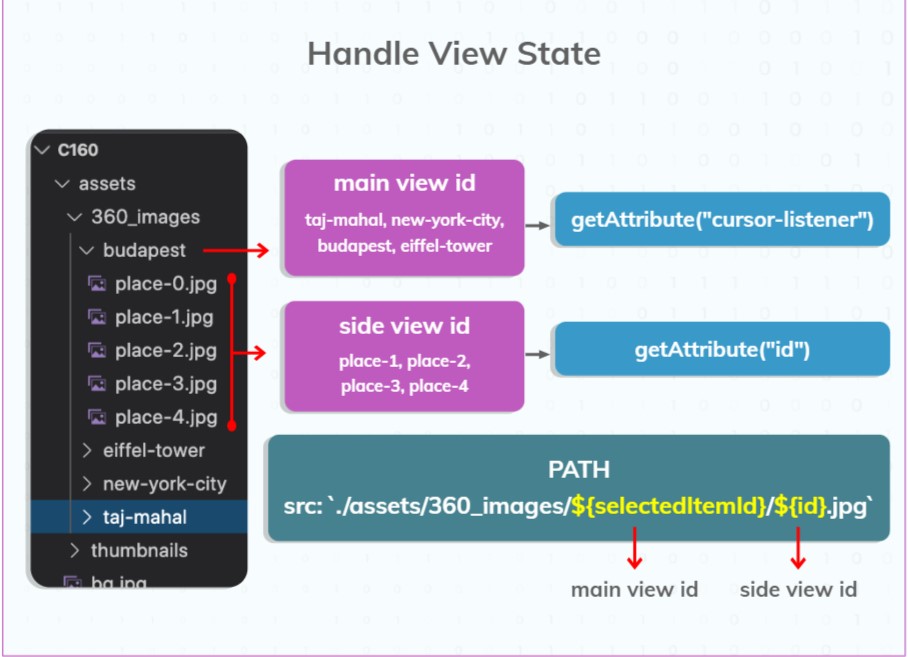 Handle View State
C160
assets
360_images
budapest
place-0.jpg
place-1.jpg
place-2.jpg
place-3.jpg
place-4.jpg
eiffel-tower
new-york-city
taj-mahal
thumbnails
bg.jpg
main view id
taj-mahal, new-york-city,
budapest, eiffel-tower
getAttribute("cursor-listener")
side view id
place-1, place-2,
place-3, place-4
getAttribute("id")
PATH
src: `./assets/360_images/${selectedItemId}/${id}.jpg`
main view id
side view id